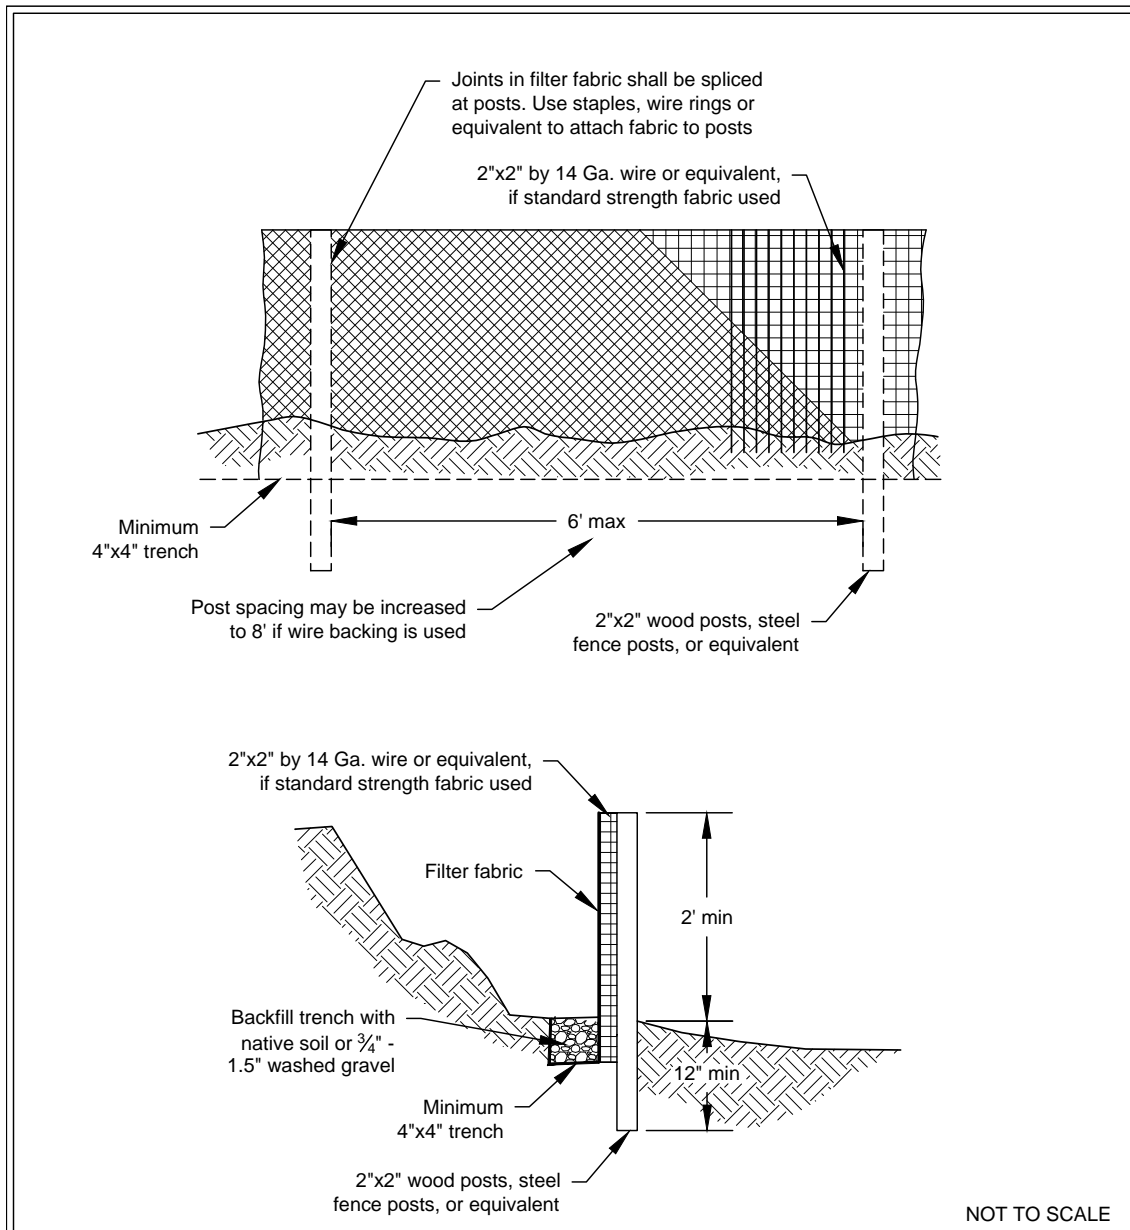 Joints in filter fabric shall be spliced
at posts. Use staples, wire rings or
equivalent to attach fabric to posts
2"x2" by 14 Ga. wire or equivalent,
if standard strength fabric used
Minimum
4"x4" trench
6' max
Post spacing may be increased
to 8' if wire backing is used
2"x2" wood posts, steel
fence posts, or equivalent
2"x2" by 14 Ga. wire or equivalent,
if standard strength fabric used
Filter fabric
2' min
Backfill trench with
native soil or ¾" -
1.5" washed gravel
12" min
Minimum
4"x4" trench
2"x2" wood posts, steel
fence posts, or equivalent
NOT TO SCALE